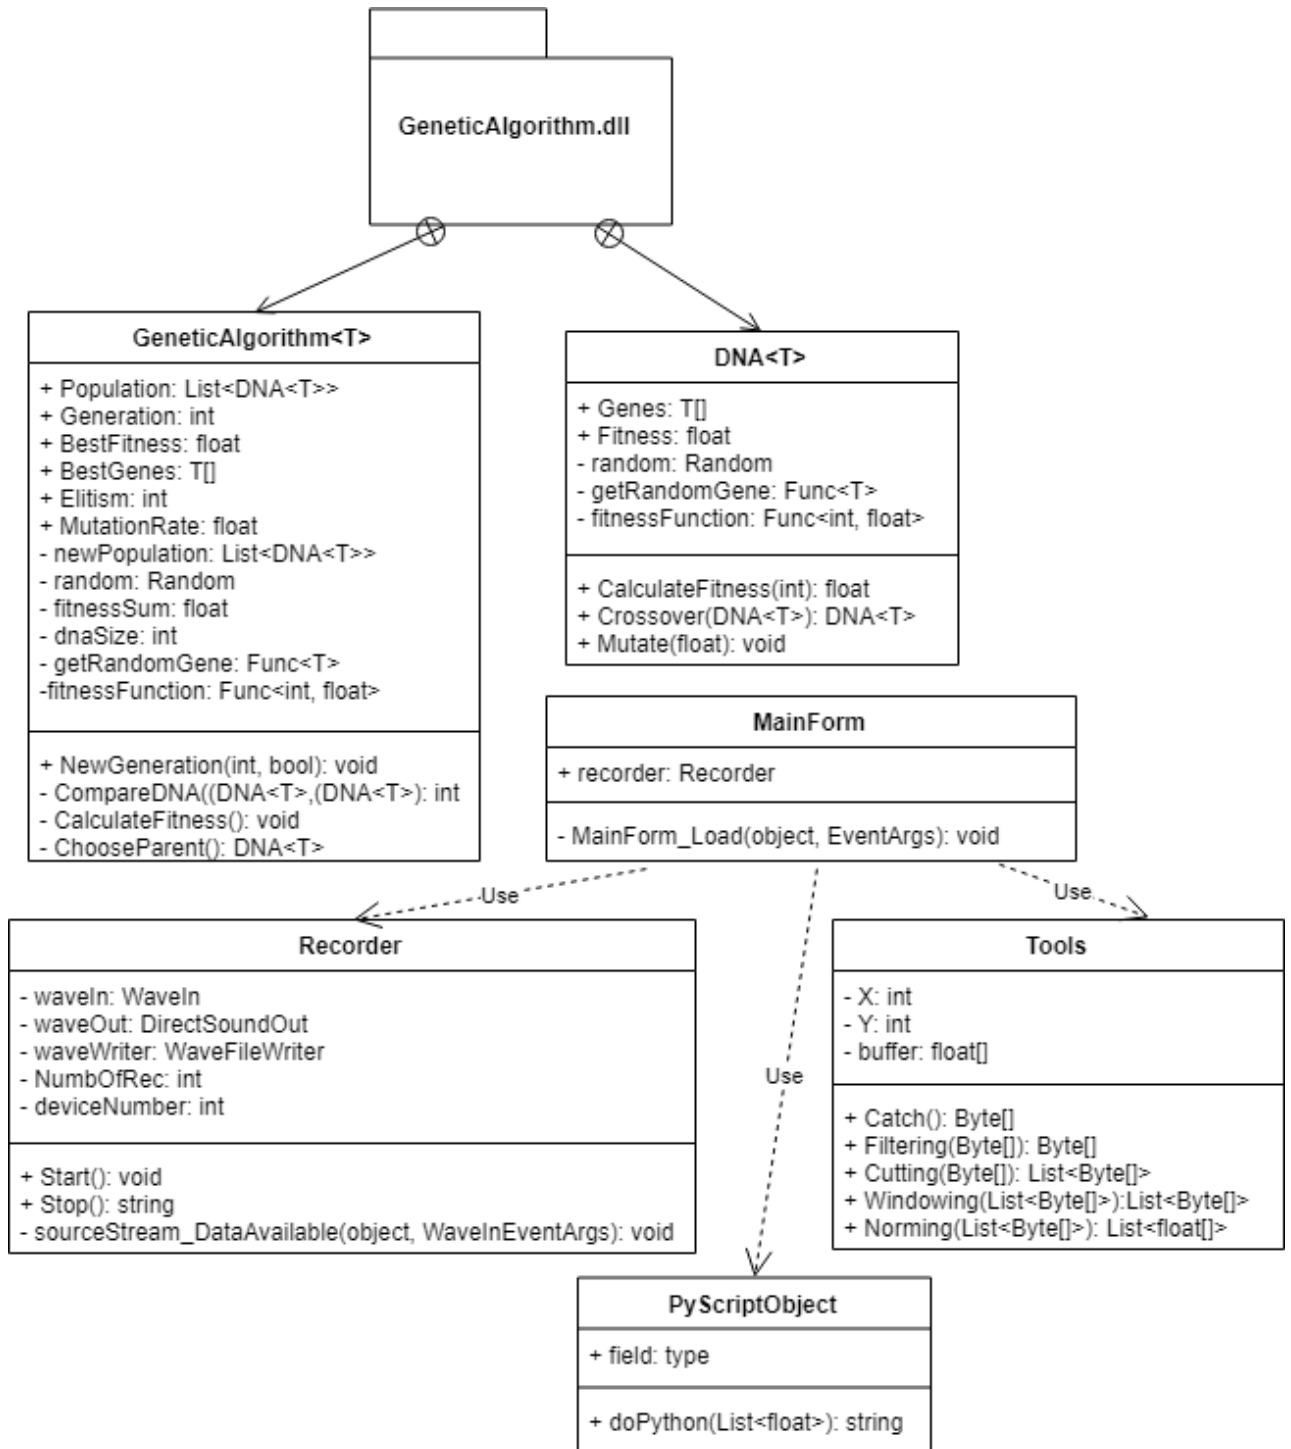 GeneticAlgorithm.dll
GeneticAlgorithm<T>
+ Population: List<DNA<T>>
+ Generation: int
+ BestFitness: float
+ BestGenes: T[]
+ Elitism: int
+ MutationRate: float
- newPopulation: List<DNA<T>>
- random: Random
- fitnessSum: float
- dnaSize: int
- getRandomGene: Func<T>
-fitnessFunction: Func<int, float>
+ NewGeneration(int, bool): void
- CompareDNA((DNA<T>,(DNA<T>): int
- CalculateFitness(): void
- ChooseParent(): DNA<T>
DNA<T>
+ Genes: T[]
+ Fitness: float
- random: Random
- getRandomGene: Func<T>
- fitnessFunction: Func<int, float>
+ CalculateFitness(int): float
+ Crossover(DNA<T>): DNA<T>
+ Mutate(float): void
MainForm
+ recorder: Recorder
- MainForm_Load(object, EventArgs): void
Use
Use
Use
Recorder
- waveIn: WaveIn
- waveOut: DirectSoundOut
- waveWriter: WaveFileWriter
- NumbOfRec: int
- deviceNumber: int
+ Start(): void
+ Stop(): string
- sourceStream_DataAvailable(object, WaveInEventArgs): void
Tools
- X: int
- Y: int
- buffer: float[]
+ Catch(): Byte[]
+ Filtering(Byte[]): Byte[]
+ Cutting(Byte[]): List<Byte[]>
+ Windowing(List<Byte[]>):List<Byte[]>
+ Norming(List<Byte[]>): List<float[]>
PyScriptObject
+ field: type
+ doPython(List<float>): string